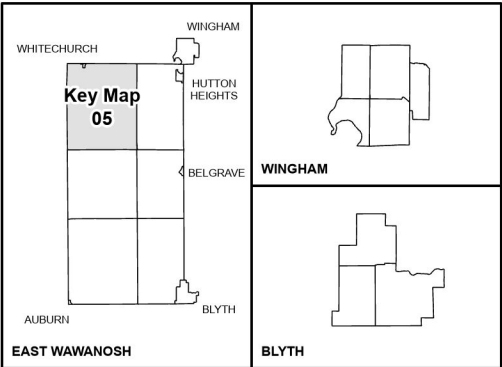 WINGHAM
WHITECHURCH
HUTTON
HEIGHTS
Key Map
05
BELGRAVE
BLYTH
AUBURN
EAST WAWANOSH
WINGHAM
BLYTH